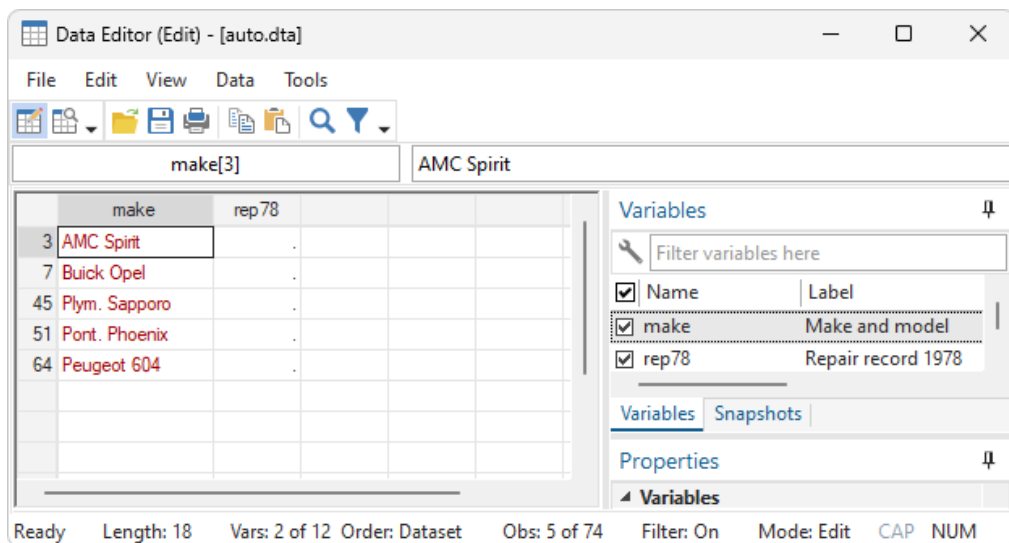 Data Editor (Edit) - [auto.dta]
File Edit View Data Tools
make[3] AMC Spirit
make rep78
3 AMC Spirit .
7 Buick Opel .
45 Plym. Sapporo .
51 Pont. Phoenix .
64 Peugeot 604 .
Variables
Filter variables here
Name Label
make Make and model
rep78 Repair record 1978
Variables Snapshots
Properties
Variables
Ready Length: 18 Vars: 2 of 12 Order: Dataset Obs: 5 of 74 Filter: On Mode: Edit CAP NUM